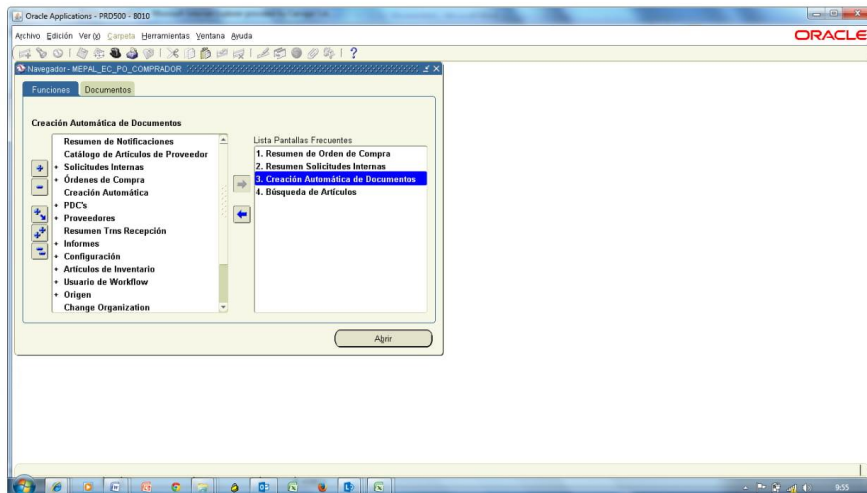 Oracle Applications - PRD500 - 8010
Archivo Edición Ver(x) Carpeta Herramientas Ventana Ayuda
ORACLE
Navegador - MEPAL_EC_PO_COMPRADOR
Funciones Documentos
Creación Automática de Documentos
Resumen de Notificaciones
Catálogo de Artículos de Proveedor
+ Solicitudes Internas
+ Órdenes de Compra
Creación Automática
+ PDC's
+ Proveedores
Resumen Trns Recepción
+ Informes
+ Configuración
+ Artículos de Inventario
+ Usuario de Workflow
+ Origen
Change Organization
Lista Pantallas Frecuentes
1. Resumen de Orden de Compra
2. Resumen Solicitudes Internas
3. Creación Automática de Documentos
4. Búsqueda de Artículos
Abrir
9:55